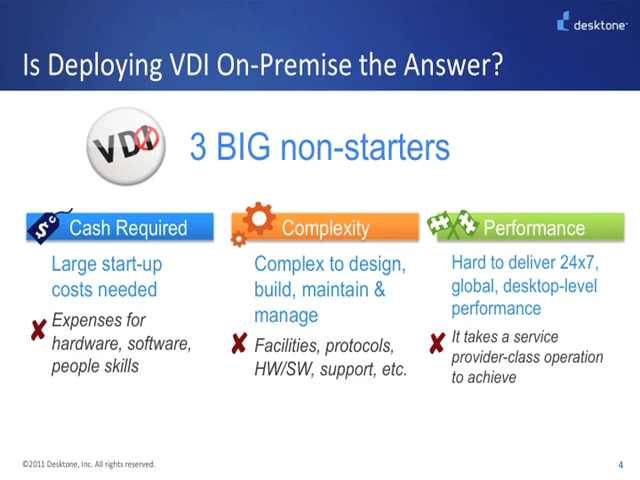 desktone
Is Deploying VDI On-Premise the Answer?
VDI
3 BIG non-starters
Cash Required
Large start-up
costs needed
Expenses for
hardware, software,
people skills
Complexity
Complex to design,
build, maintain &
manage
Facilities, protocols,
HW/SW, support, etc.
Performance
Hard to deliver 24x7,
global, desktop-level
performance
It takes a service
provider-class operation
to achieve
©2011 Desktone, Inc. All rights reserved.
4